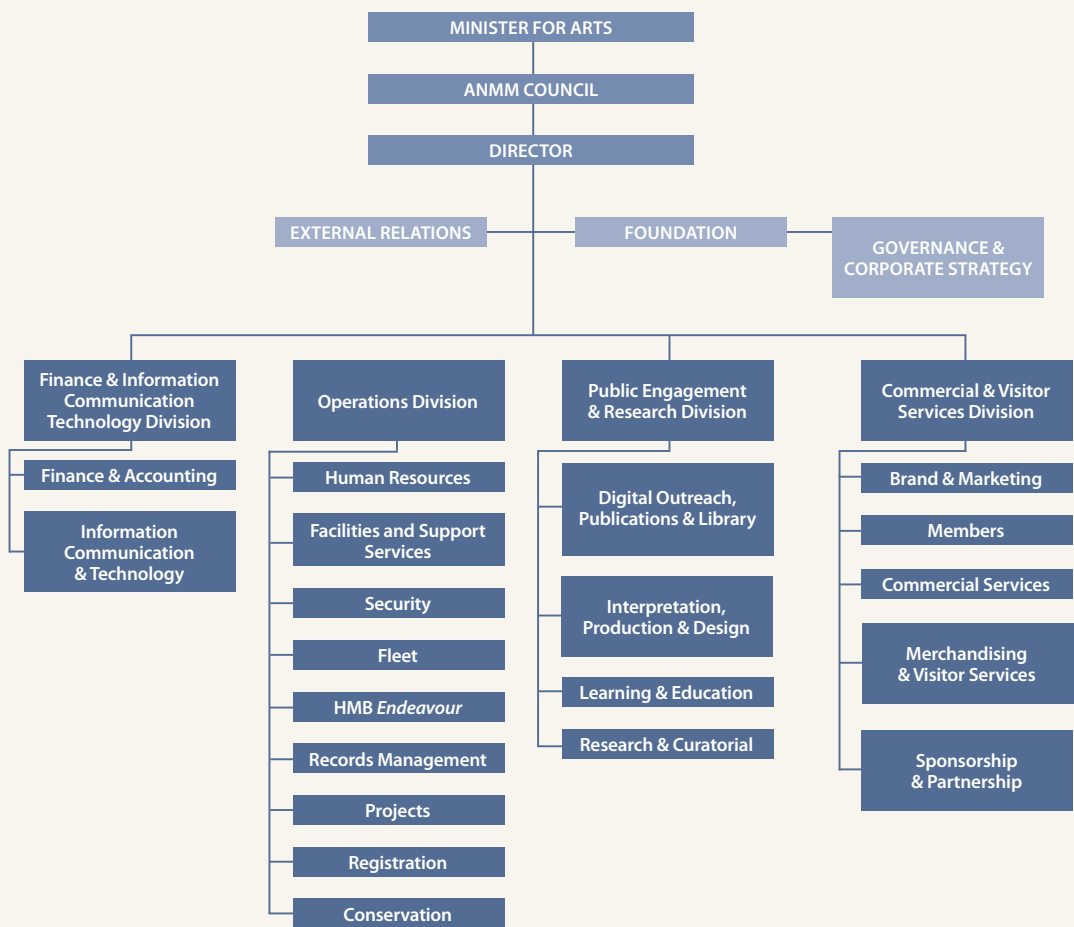 MINISTER FOR ARTS
ANMM COUNCIL
DIRECTOR
EXTERNAL RELATIONS
FOUNDATION
GOVERNANCE &
CORPORATE STRATEGY
Finance & Information
Communication
Technology Division
Finance & Accounting
Information
Communication
& Technology
Operations Division
Human Resources
Facilities and Support
Services
Security
Fleet
HMB Endeavour
Records Management
Projects
Registration
Conservation
Public Engagement
& Research Division
Digital Outreach,
Publications & Library
Interpretation,
Production & Design
Learning & Education
Research & Curatorial
Commercial & Visitor
Services Division
Brand & Marketing
Members
Commercial Services
Merchandising
& Visitor Services
Sponsorship
& Partnership